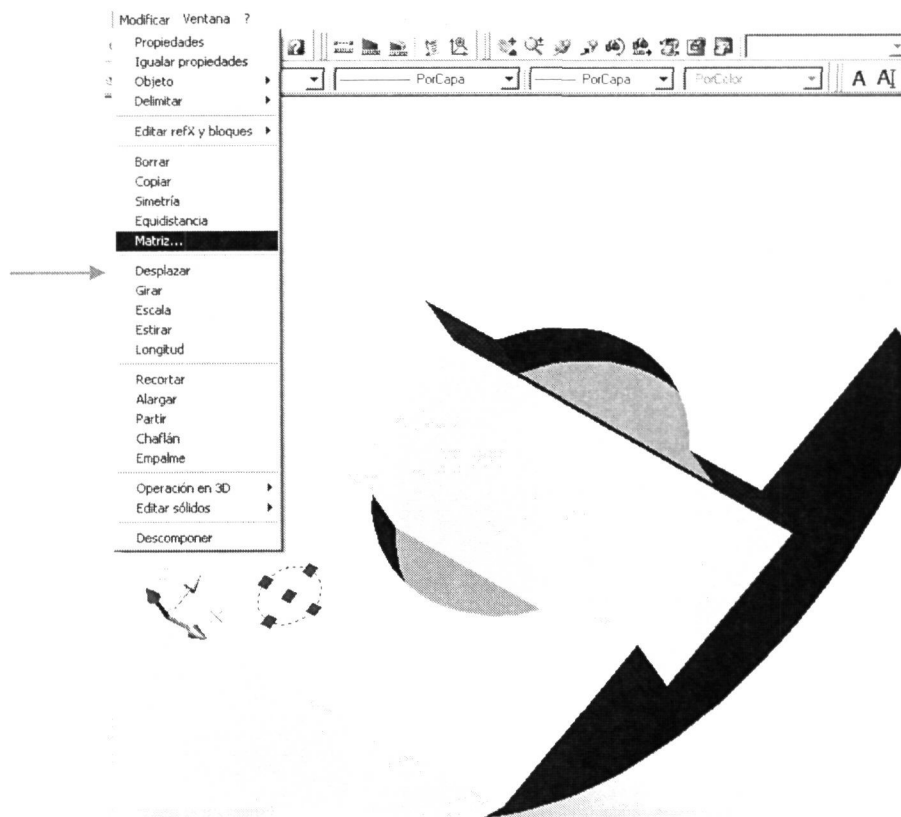 Modificar Ventana ?
Propiedades
Igualar propiedades
Objeto
Delimitar
Editar refX y bloques
Borrar
Copiar
Simetría
Equidistancia
Matriz...
Desplazar
Girar
Escala
Estirar
Longitud
Recortar
Alargar
Partir
Chaflán
Empalme
Operación en 3D
Editar sólidos
Descomponer
PorCapa PorCapa PorColor A AI